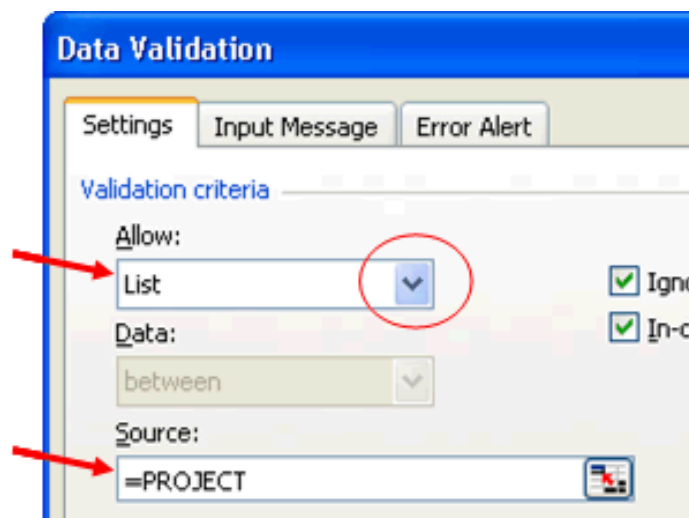 Data Validation
Settings Input Message Error Alert
Validation criteria
Allow:
List
Data:
between
Source:
=PROJECT